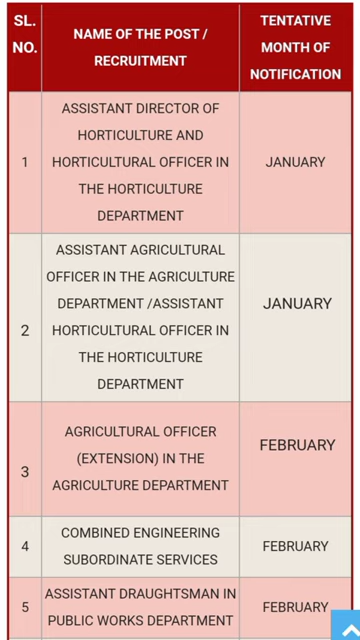 SL.
NO.
NAME OF THE POST /
RECRUITMENT
TENTATIVE
MONTH OF
NOTIFICATION
1
ASSISTANT DIRECTOR OF
HORTICULTURE AND
HORTICULTURAL OFFICER IN
THE HORTICULTURE
DEPARTMENT
JANUARY
2
ASSISTANT AGRICULTURAL
OFFICER IN THE AGRICULTURE
DEPARTMENT /ASSISTANT
HORTICULTURAL OFFICER IN
THE HORTICULTURE
DEPARTMENT
JANUARY
3
AGRICULTURAL OFFICER
(EXTENSION) IN THE
AGRICULTURE DEPARTMENT
FEBRUARY
4
COMBINED ENGINEERING
SUBORDINATE SERVICES
FEBRUARY
5
ASSISTANT DRAUGHTSMAN IN
PUBLIC WORKS DEPARTMENT
FEBRUARY